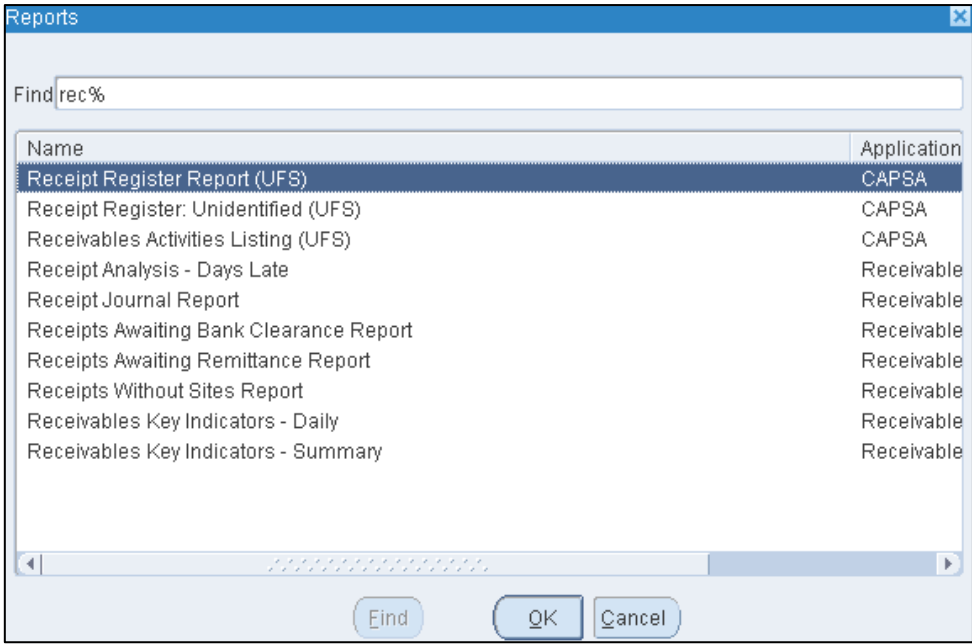 Reports
Find rec%
Name Application
Receipt Register Report (UFS) CAPSA
Receipt Register: Unidentified (UFS) CAPSA
Receivables Activities Listing (UFS) CAPSA
Receipt Analysis - Days Late Receivable
Receipt Journal Report Receivable
Receipts Awaiting Bank Clearance Report Receivable
Receipts Awaiting Remittance Report Receivable
Receipts Without Sites Report Receivable
Receivables Key Indicators - Daily Receivable
Receivables Key Indicators - Summary Receivable
Find OK Cancel